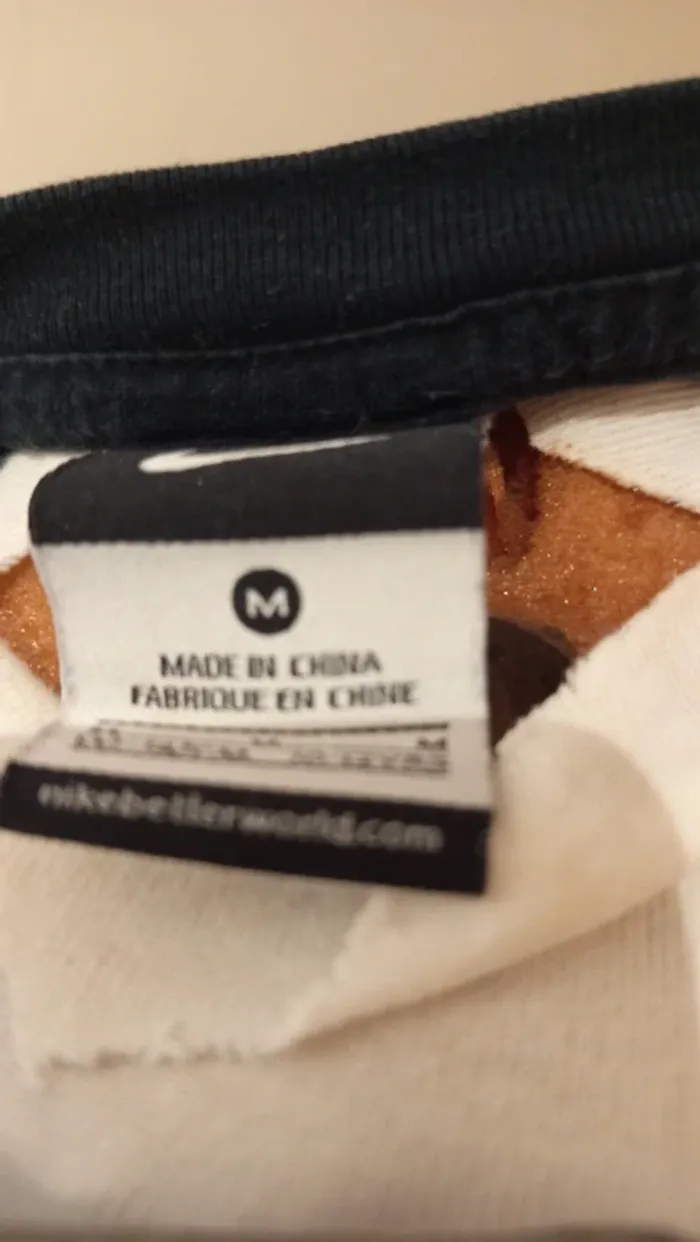 M
MADE IN CHINA
FABRIQUE EN CHINE
nikebetterworld.com